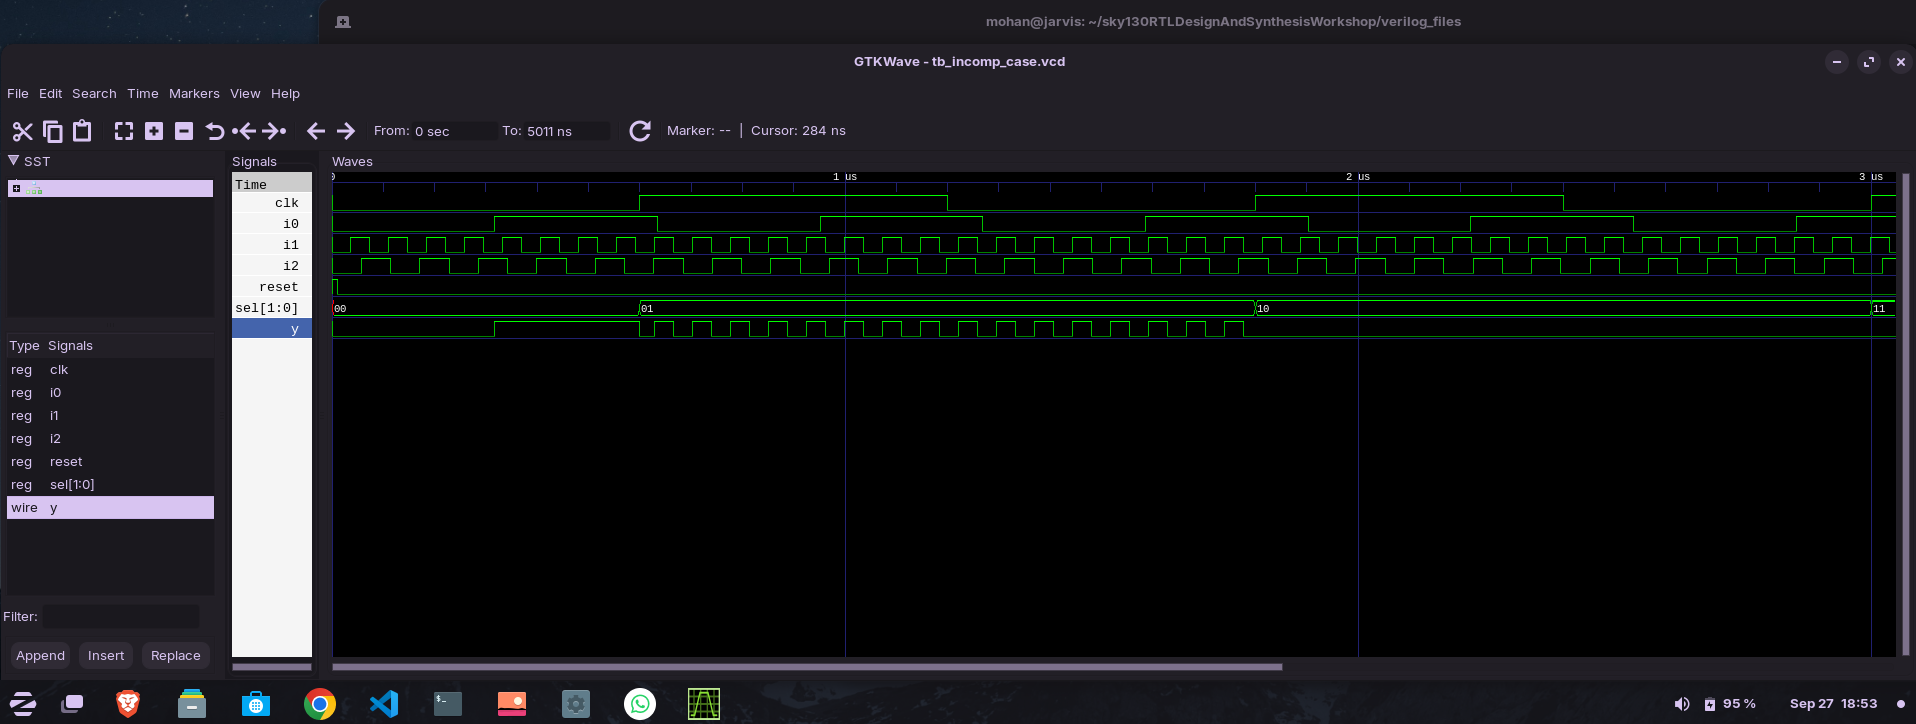 mohan@jarvis: ~/sky130RTLDesignAndSynthesisWorkshop/verilog_files
GTKWave - tb_incomp_case.vcd
File Edit Search Time Markers View Help
From: 0 sec To: 5011 ns Marker: -- | Cursor: 284 ns
SST
Signals
Waves
Time
0 1 us 2 us 3 us
clk
i0
i1
i2
reset
sel[1:0] 00 01 10 11
y
Type Signals
reg clk
reg i0
reg i1
reg i2
reg reset
reg sel[1:0]
wire y
Filter:
Append Insert Replace
95 % Sep 27 18:53